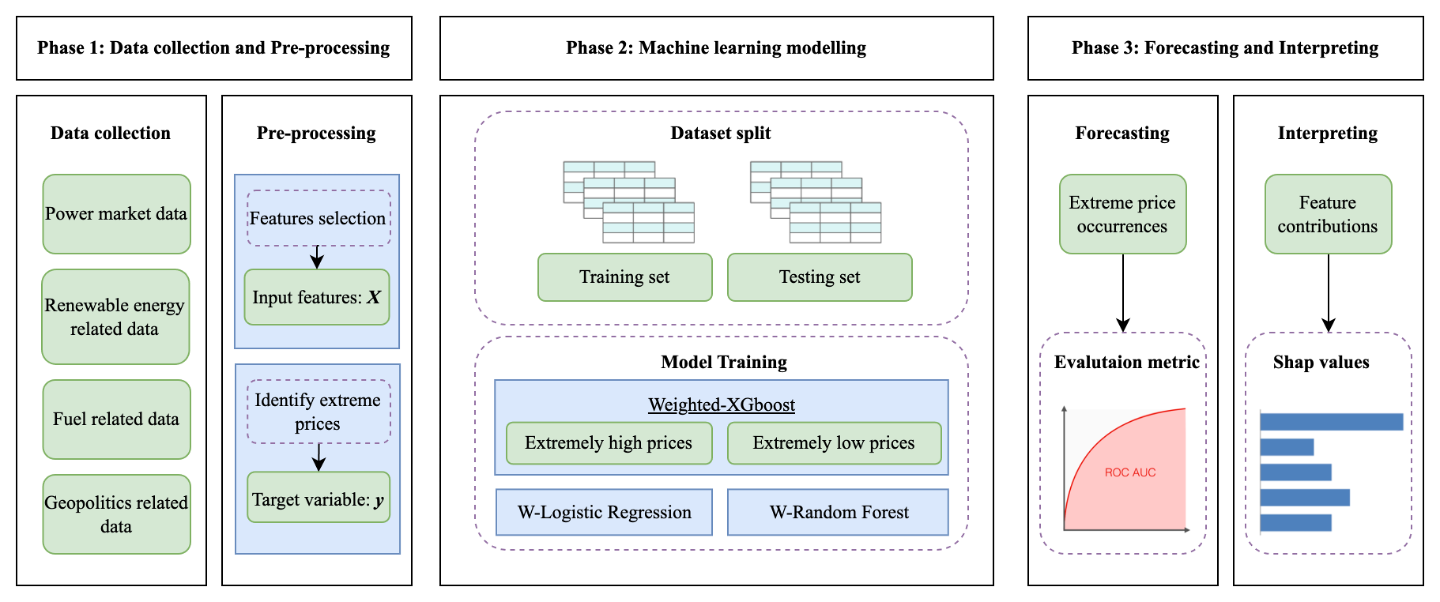 Phase 1: Data collection and Pre-processing
Data collection
Power market data
Renewable energy
related data
Fuel related data
Geopolitics related
data
Pre-processing
Features selection
Input features: X
Identify extreme
prices
Target variable: y
Phase 2: Machine learning modelling
Dataset split
Training set
Testing set
Model Training
Weighted-XGboost
Extremely high prices
Extremely low prices
W-Logistic Regression
W-Random Forest
Phase 3: Forecasting and Interpreting
Forecasting
Extreme price
occurrences
Evalutaion metric
ROC AUC
Interpreting
Feature
contributions
Shap values